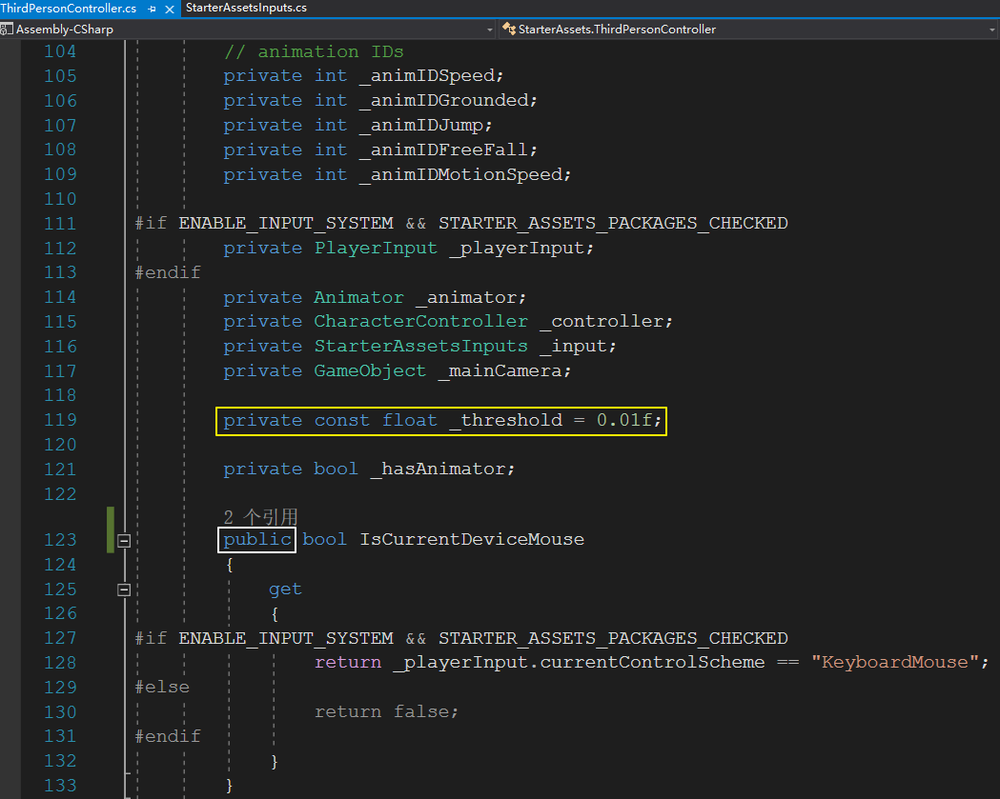 ThirdPersonController.cs StarterAssetsInputs.cs
Assembly-CSharp StarterAssets.ThirdPersonController
104 // animation IDs
105 private int _animIDSpeed;
106 private int _animIDGrounded;
107 private int _animIDJump;
108 private int _animIDFreeFall;
109 private int _animIDMotionSpeed;
110
111 #if ENABLE_INPUT_SYSTEM && STARTER_ASSETS_PACKAGES_CHECKED
112 private PlayerInput _playerInput;
113 #endif
114 private Animator _animator;
115 private CharacterController _controller;
116 private StarterAssetsInputs _input;
117 private GameObject _mainCamera;
118
119 private const float _threshold = 0.01f;
120
121 private bool _hasAnimator;
122
2 个引用
123 public bool IsCurrentDeviceMouse
124 {
125 get
126 {
127 #if ENABLE_INPUT_SYSTEM && STARTER_ASSETS_PACKAGES_CHECKED
128 return _playerInput.currentControlScheme == "KeyboardMouse";
129 #else
130 return false;
131 #endif
132 }
133 }